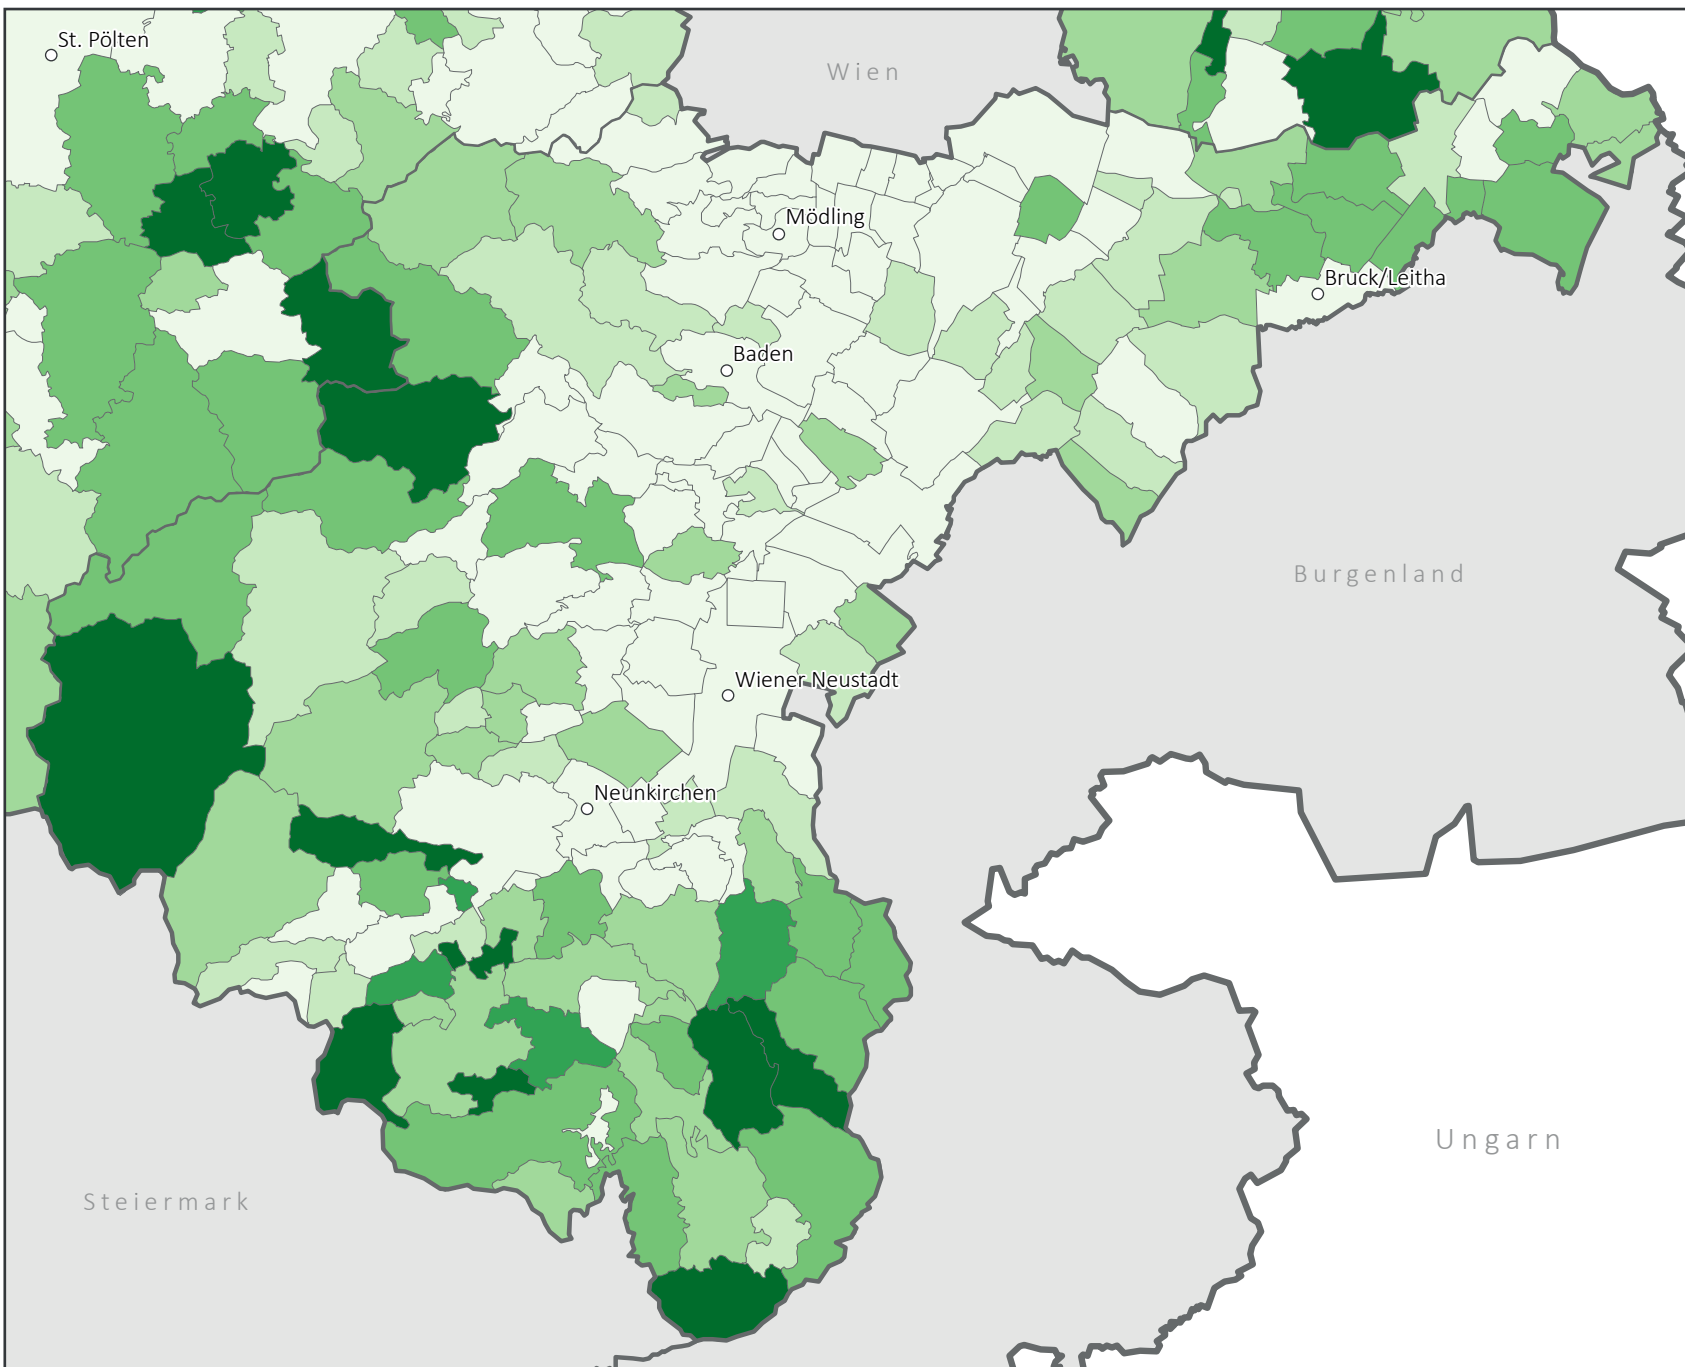 St. Pölten
Wien
Mödling
Bruck/Leitha
Baden
Burgenland
Wiener Neustadt
Neunkirchen
Ungarn
Steiermark